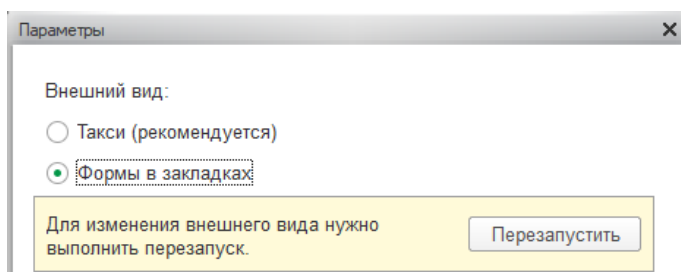 Параметры
Внешний вид:
Такси (рекомендуется)
Формы в закладках
Для изменения внешнего вида нужно
выполнить перезапуск.
Перезапустить